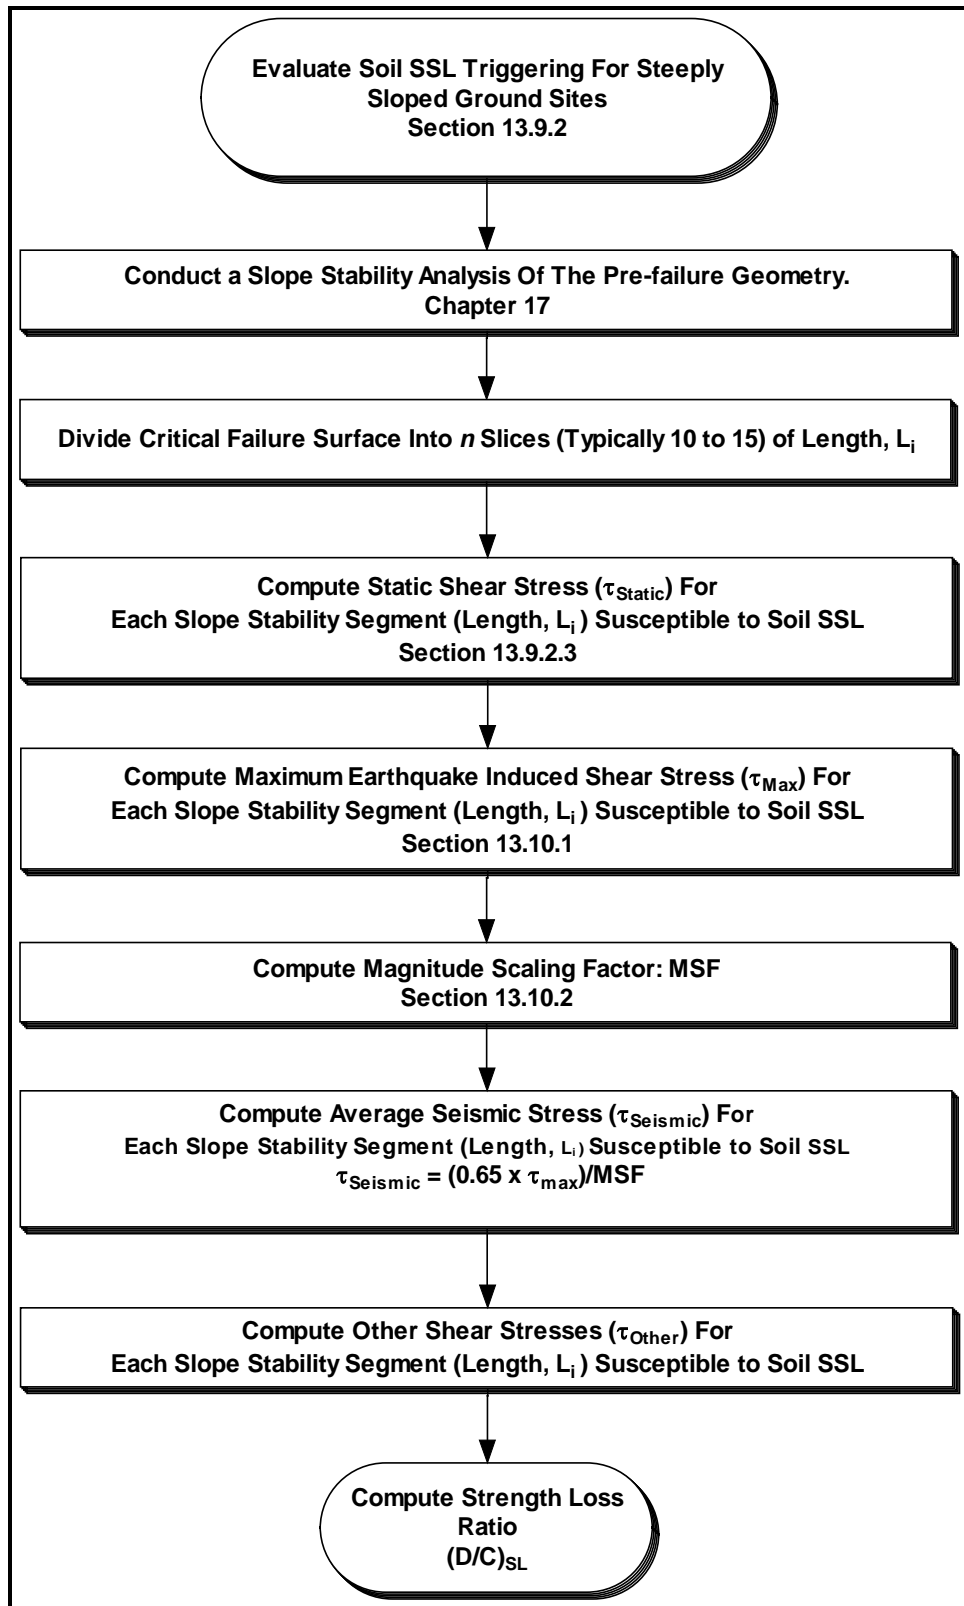 Evaluate Soil SSL Triggering For Steeply
Sloped Ground Sites
Section 13.9.2
Conduct a Slope Stability Analysis Of The Pre-failure Geometry.
Chapter 17
Divide Critical Failure Surface Into n Slices (Typically 10 to 15) of Length, Li
Compute Static Shear Stress (τStatic) For
Each Slope Stability Segment (Length, Li ) Susceptible to Soil SSL
Section 13.9.2.3
Compute Maximum Earthquake Induced Shear Stress (τMax) For
Each Slope Stability Segment (Length, Li ) Susceptible to Soil SSL
Section 13.10.1
Compute Magnitude Scaling Factor: MSF
Section 13.10.2
Compute Average Seismic Stress (τSeismic) For
Each Slope Stability Segment (Length, Li) Susceptible to Soil SSL
τSeismic = (0.65 x τmax)/MSF
Compute Other Shear Stresses (τOther) For
Each Slope Stability Segment (Length, Li ) Susceptible to Soil SSL
Compute Strength Loss
Ratio
(D/C)SL